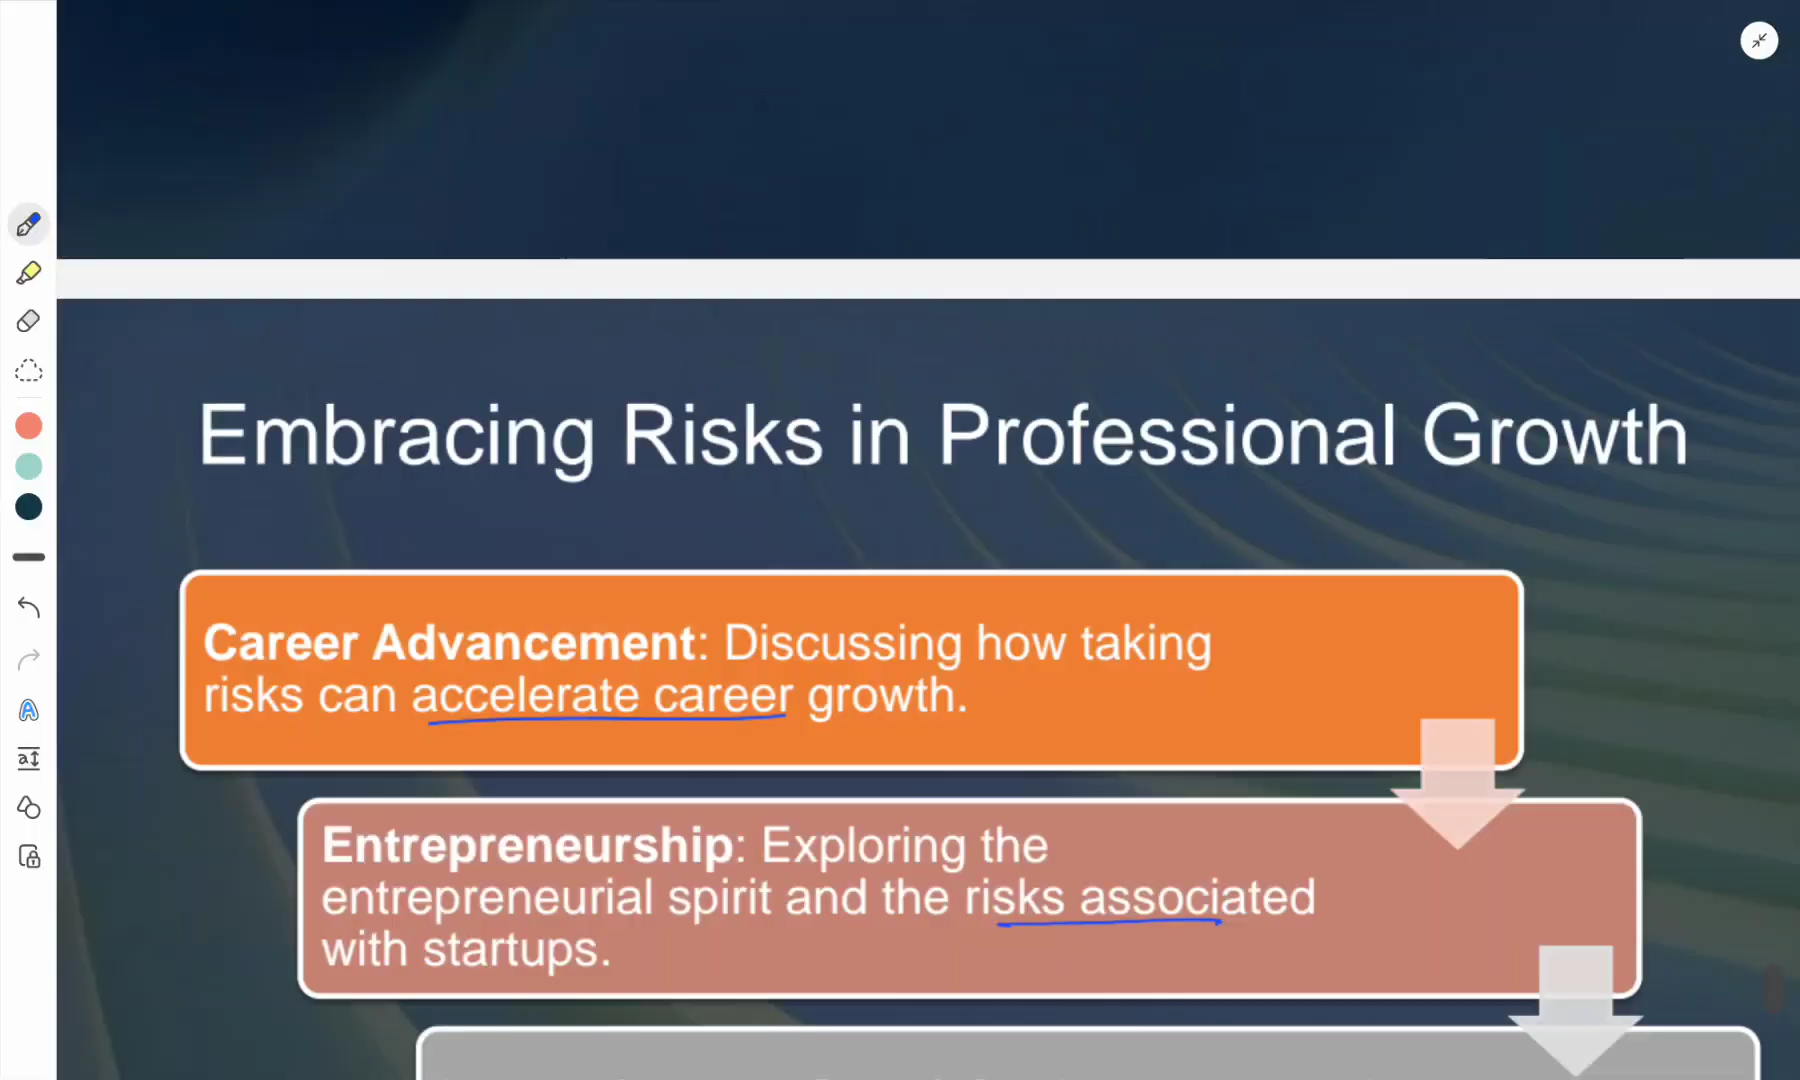 Embracing Risks in Professional Growth
Career Advancement: Discussing how taking
risks can accelerate career growth.
Entrepreneurship: Exploring the
entrepreneurial spirit and the risks associated
with startups.